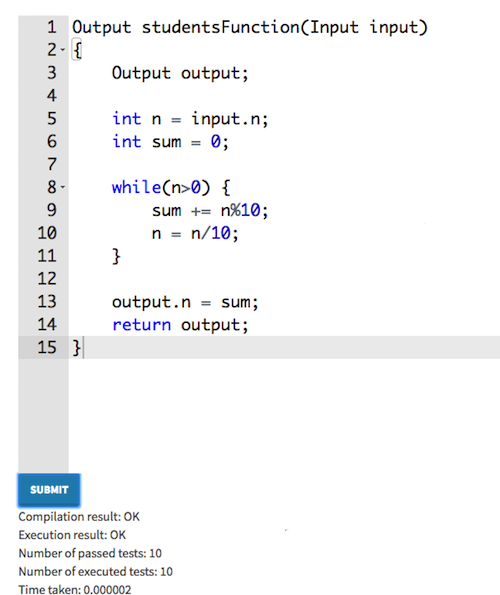 1 Output studentsFunction(Input input)
2 {
3     Output output;
4
5     int n = input.n;
6     int sum = 0;
7
8     while(n>0) {
9         sum += n%10;
10         n = n/10;
11     }
12
13     output.n = sum;
14     return output;
15 }
SUBMIT
Compilation result: OK
Execution result: OK
Number of passed tests: 10
Number of executed tests: 10
Time taken: 0.000002